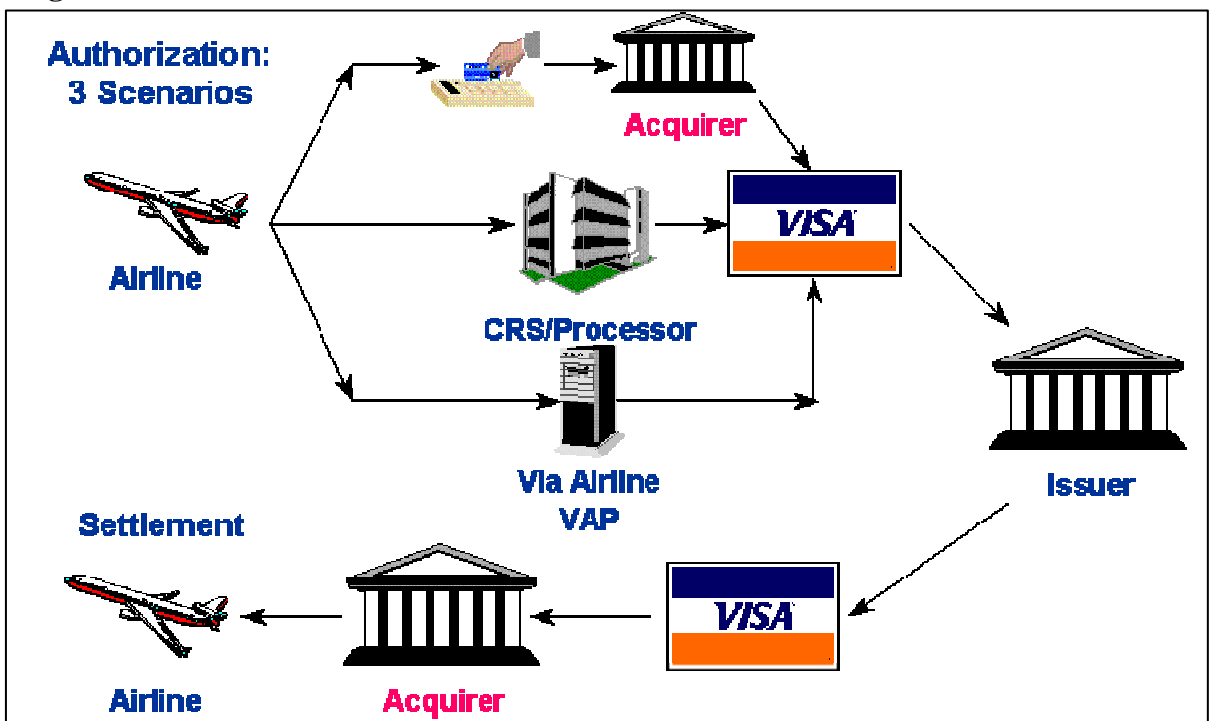 Authorization:
3 Scenarios
Acquirer
VISA
Airline
CRS/Processor
Via Airline
VAP
Issuer
Settlement
VISA
Airline
Acquirer